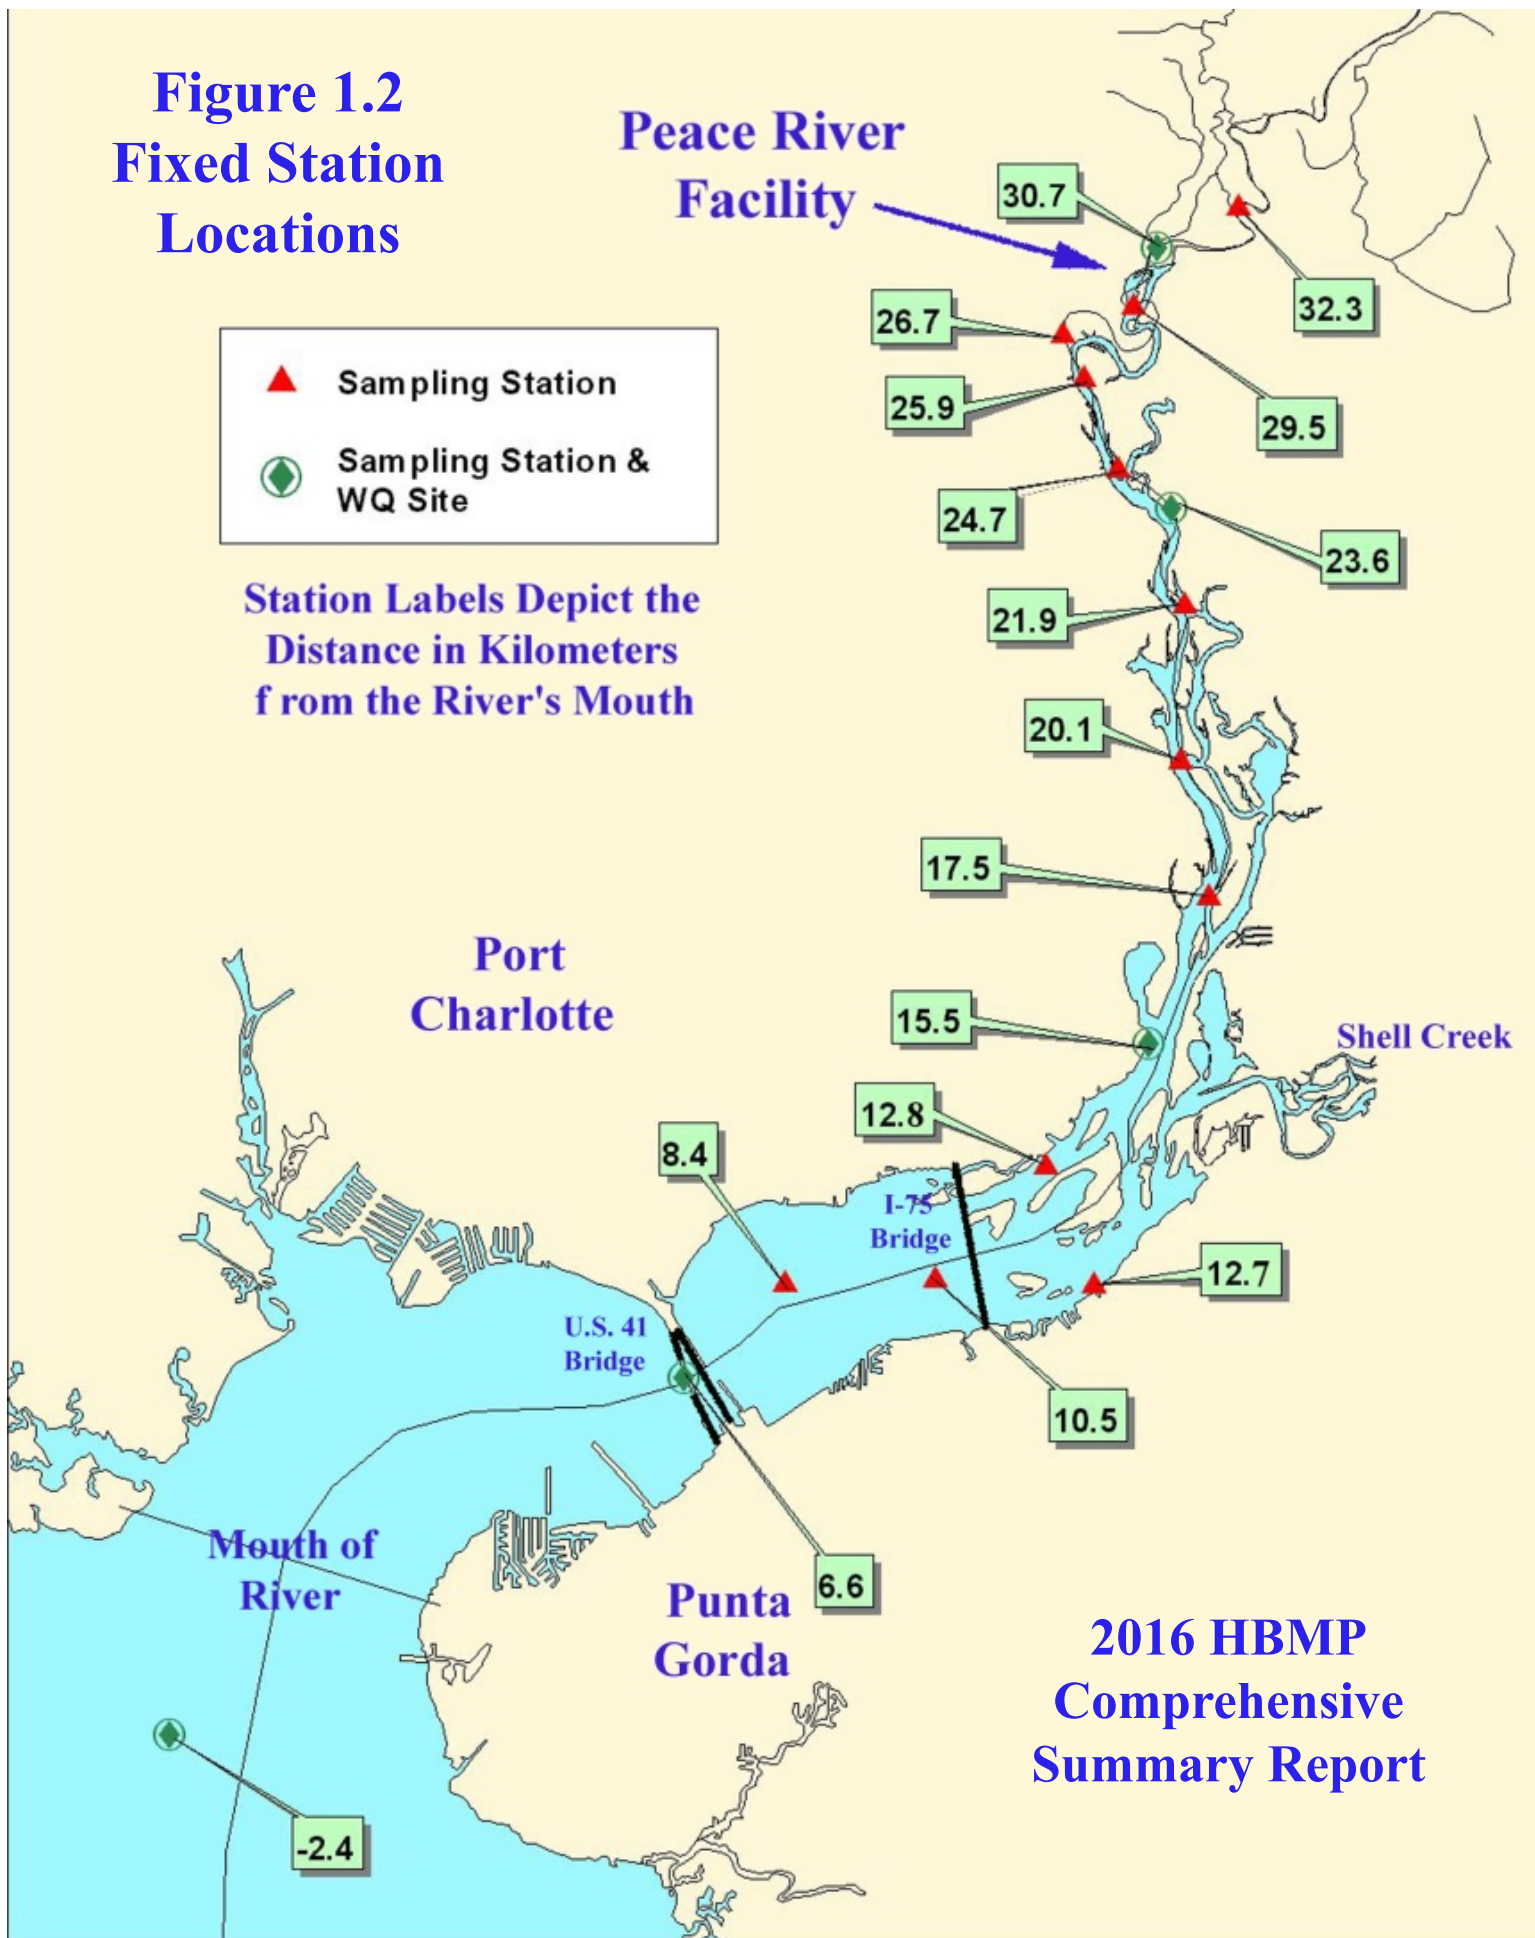 Figure 1.2
Fixed Station
Locations
Peace River
Facility
30.7
32.3
26.7
25.9
29.5
Sampling Station
Sampling Station &
WQ Site
24.7
23.6
Station Labels Depict the
Distance in Kilometers
f rom the River's Mouth
21.9
20.1
17.5
Port
Charlotte
15.5
Shell Creek
12.8
8.4
I-75
Bridge
12.7
U.S. 41
Bridge
10.5
Mouth of
River
6.6
Punta
Gorda
2016 HBMP
Comprehensive
Summary Report
-2.4